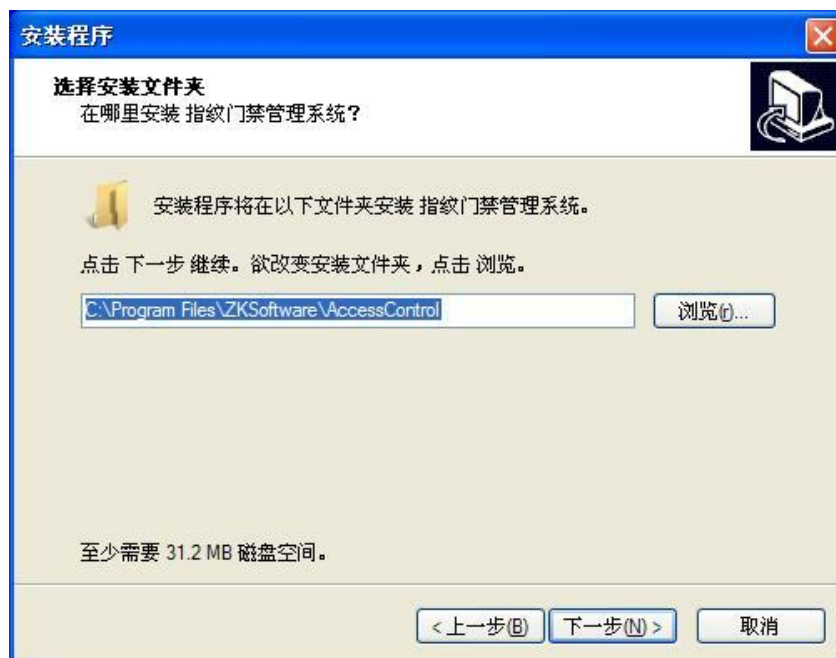 安装程序
选择安装文件夹
在哪里安装 指纹门禁管理系统?
安装程序将在以下文件夹安装 指纹门禁管理系统。
点击 下一步 继续。欲改变安装文件夹，点击 浏览。
C:\Program Files\ZKSoftware\AccessControl
浏览(r)...
至少需要 31.2 MB 磁盘空间。
<上一步(B)
下一步(N)>
取消